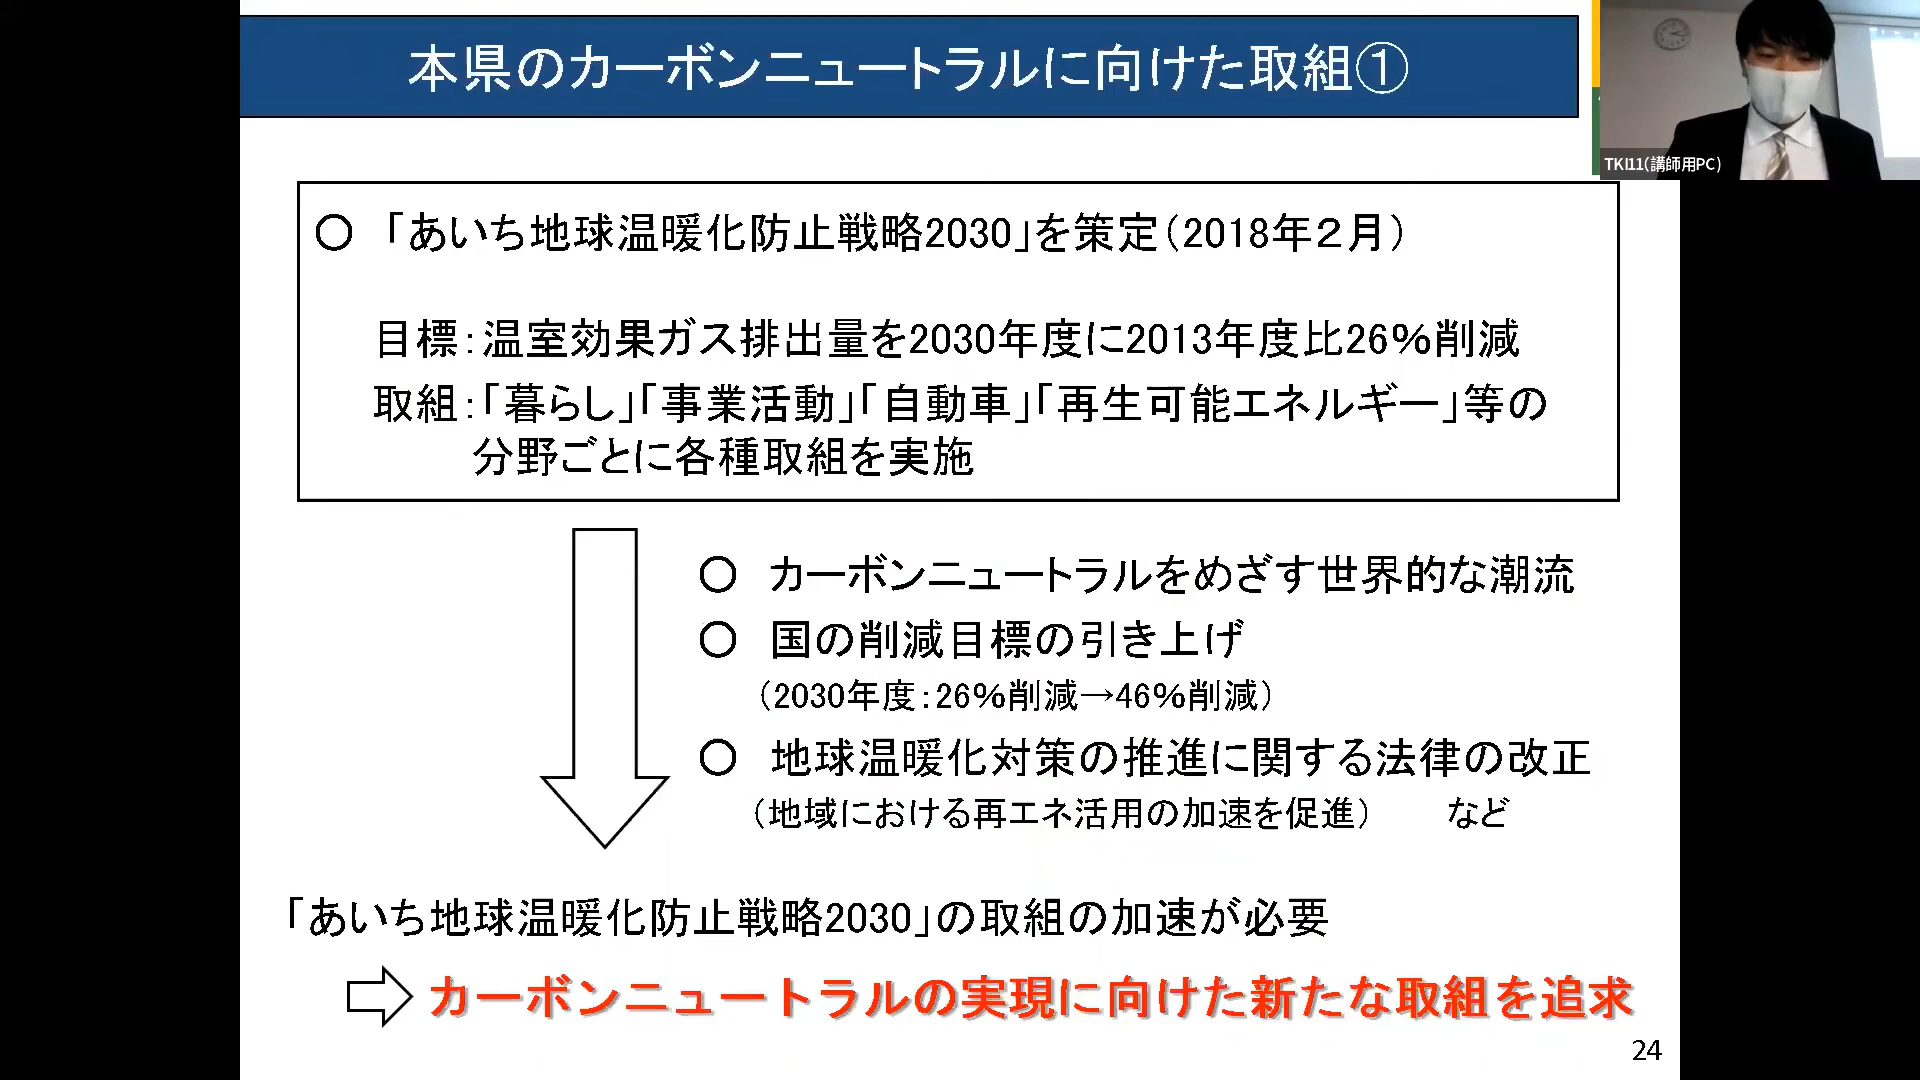 本県のカーボンニュートラルに向けた取組①
TKI11(講師用PC)
○ 「あいち地球温暖化防止戦略2030」を策定（2018年２月）
目標：温室効果ガス排出量を2030年度に2013年度比26%削減
取組：「暮らし」「事業活動」「自動車」「再生可能エネルギー」等の
分野ごとに各種取組を実施
○ カーボンニュートラルをめざす世界的な潮流
○ 国の削減目標の引き上げ
（2030年度：26%削減→46%削減）
○ 地球温暖化対策の推進に関する法律の改正
（地域における再エネ活用の加速を促進） など
「あいち地球温暖化防止戦略2030」の取組の加速が必要
カーボンニュートラルの実現に向けた新たな取組を追求
24